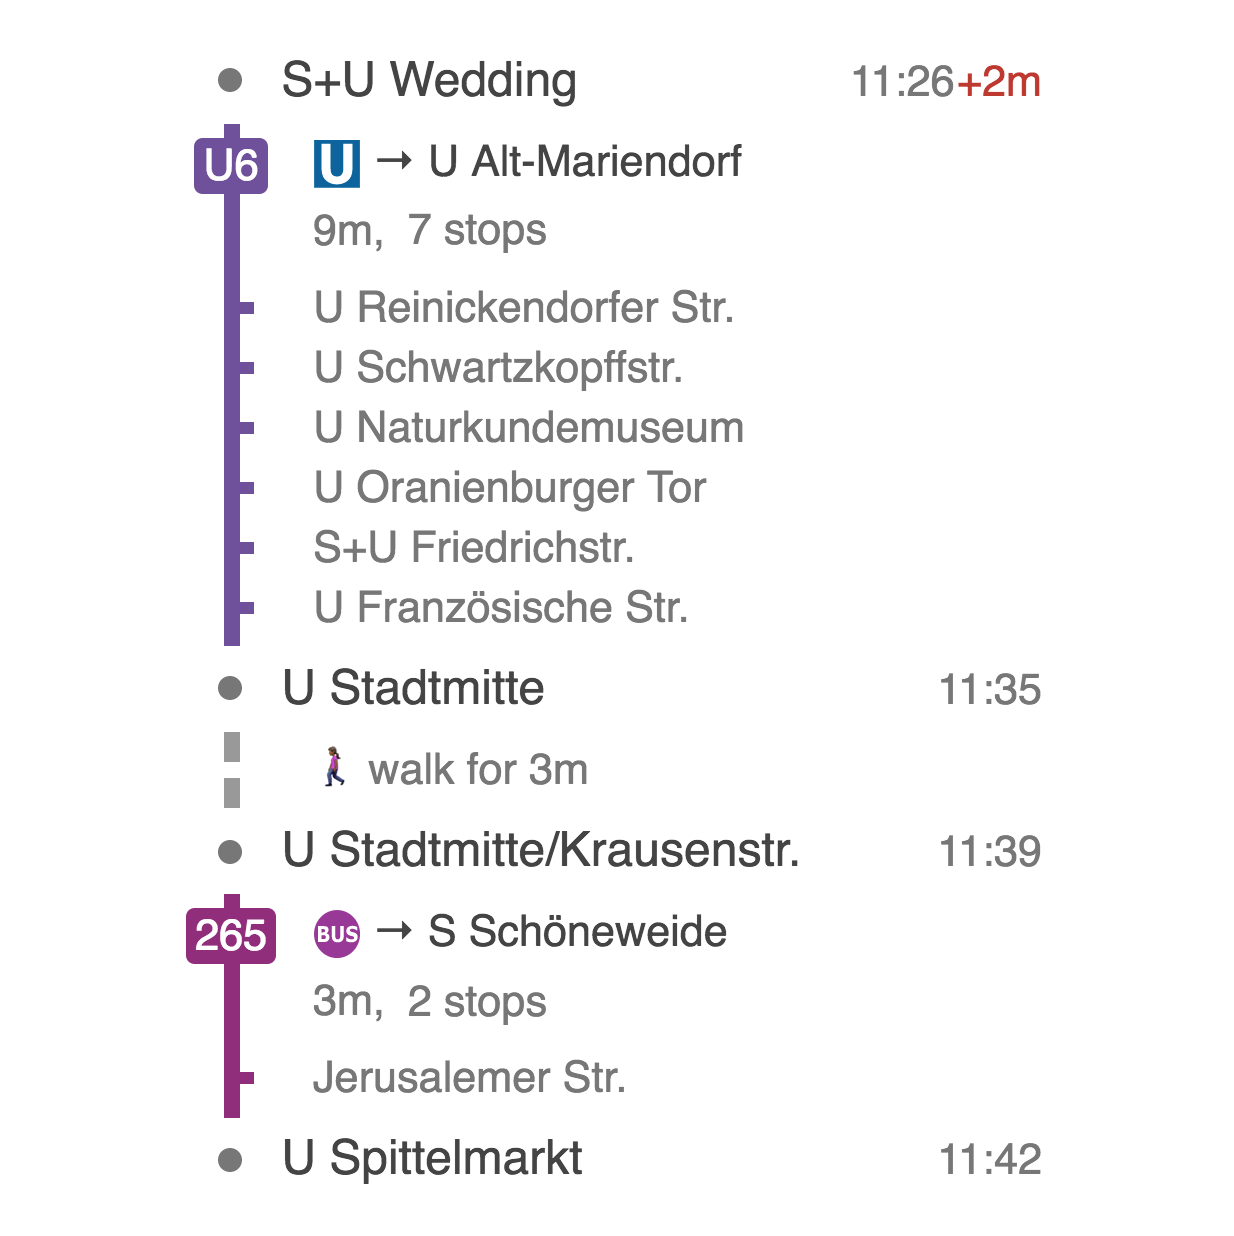 S+U Wedding 11:26+2m
U6 U → U Alt-Mariendorf
9m, 7 stops
U Reinickendorfer Str.
U Schwartzkopffstr.
U Naturkundemuseum
U Oranienburger Tor
S+U Friedrichstr.
U Französische Str.
U Stadtmitte 11:35
walk for 3m
U Stadtmitte/Krausenstr. 11:39
265 BUS → S Schöneweide
3m, 2 stops
Jerusalemer Str.
U Spittelmarkt 11:42